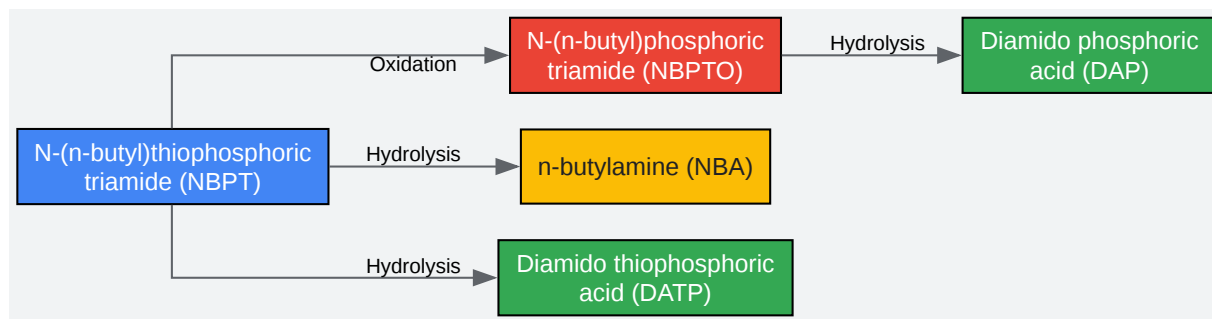 N-(n-butyl)phosphoric
triamide (NBPTO)
Hydrolysis
Diamido phosphoric
acid (DAP)
Oxidation
N-(n-butyl)thiophosphoric
triamide (NBPT)
Hydrolysis
n-butylamine (NBA)
Hydrolysis
Diamido thiophosphoric
acid (DATP)